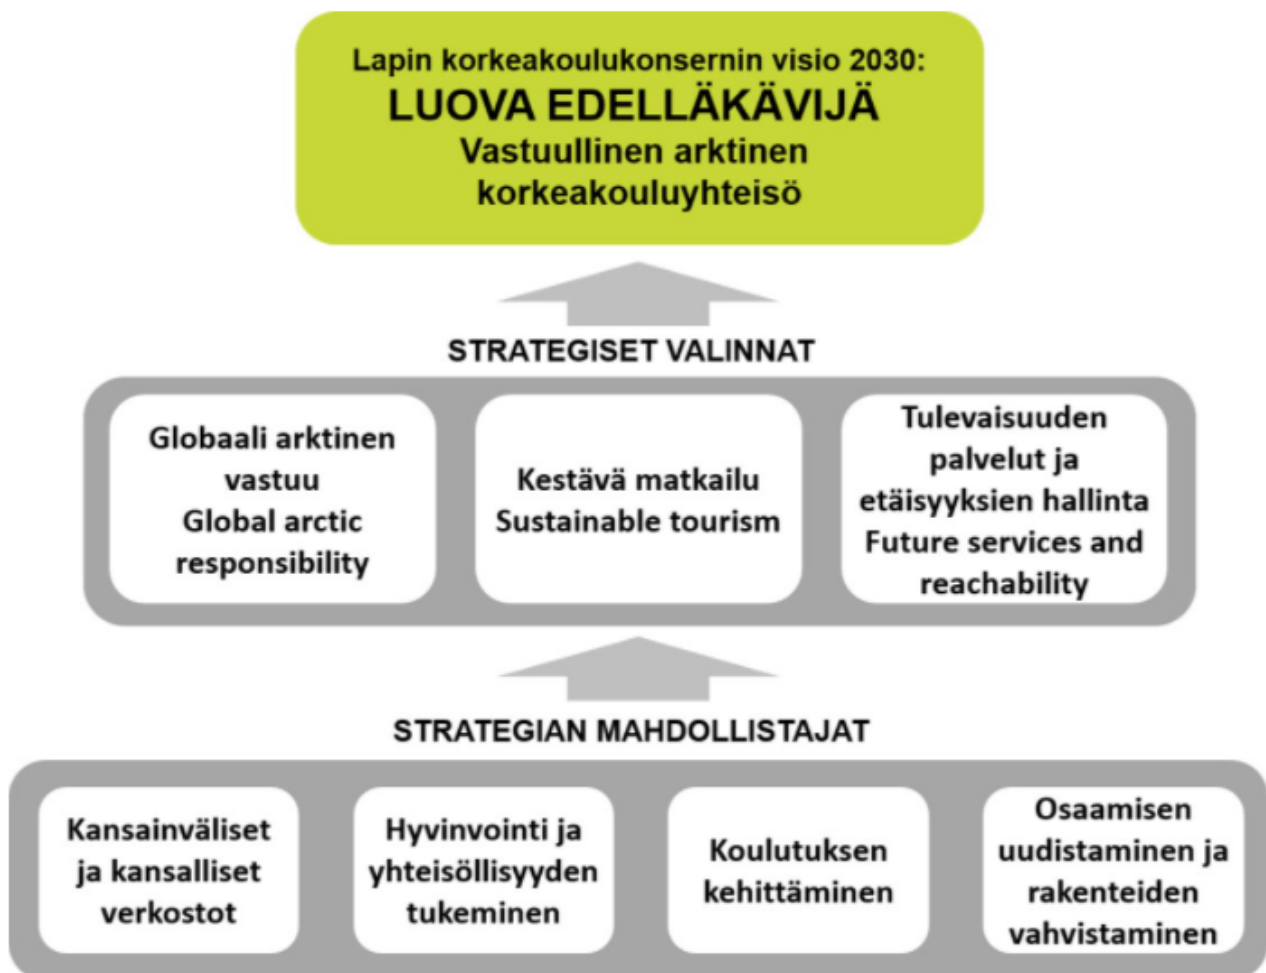 Lapin korkeakoulukonsernin visio 2030:
LUOVA EDELLÄKÄVIJÄ
Vastuullinen arktinen
korkeakouluyhteisö
STRATEGISET VALINNAT
Globaali arktinen
vastuu
Global arctic
responsibility
Kestävä matkailu
Sustainable tourism
Tulevaisuuden
palvelut ja
etäisyyksien hallinta
Future services and
reachability
STRATEGIAN MAHDOLLISTAJAT
Kansainväliset
ja kansalliset
verkostot
Hyvinvointi ja
yhteisöllisyyden
tukeminen
Koulutuksen
kehittäminen
Osaamisen
uudistaminen ja
rakenteiden
vahvistaminen